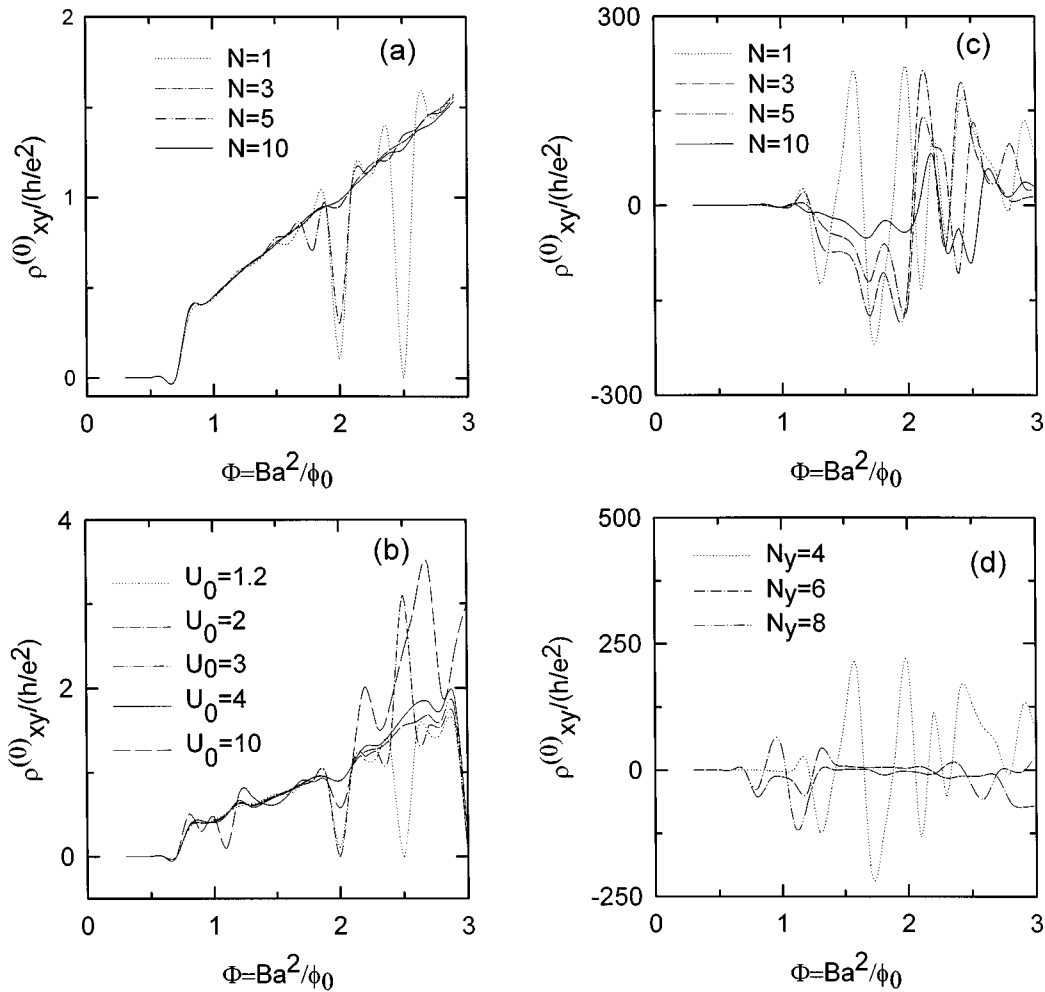 (a)
N=1
N=3
N=5
N=10
2
1
0
ρ(0)xy/(h/e2)
0 1 2 3
Φ=Ba2/ϕ0
(c)
N=1
N=3
N=5
N=10
300
0
-300
ρ(0)xy/(h/e2)
0 1 2 3
Φ=Ba2/ϕ0
(b)
U0=1.2
U0=2
U0=3
U0=4
U0=10
4
2
0
ρ(0)xy/(h/e2)
0 1 2 3
Φ=Ba2/ϕ0
(d)
Ny=4
Ny=6
Ny=8
500
250
0
-250
ρ(0)xy/(h/e2)
0 1 2 3
Φ=Ba2/ϕ0